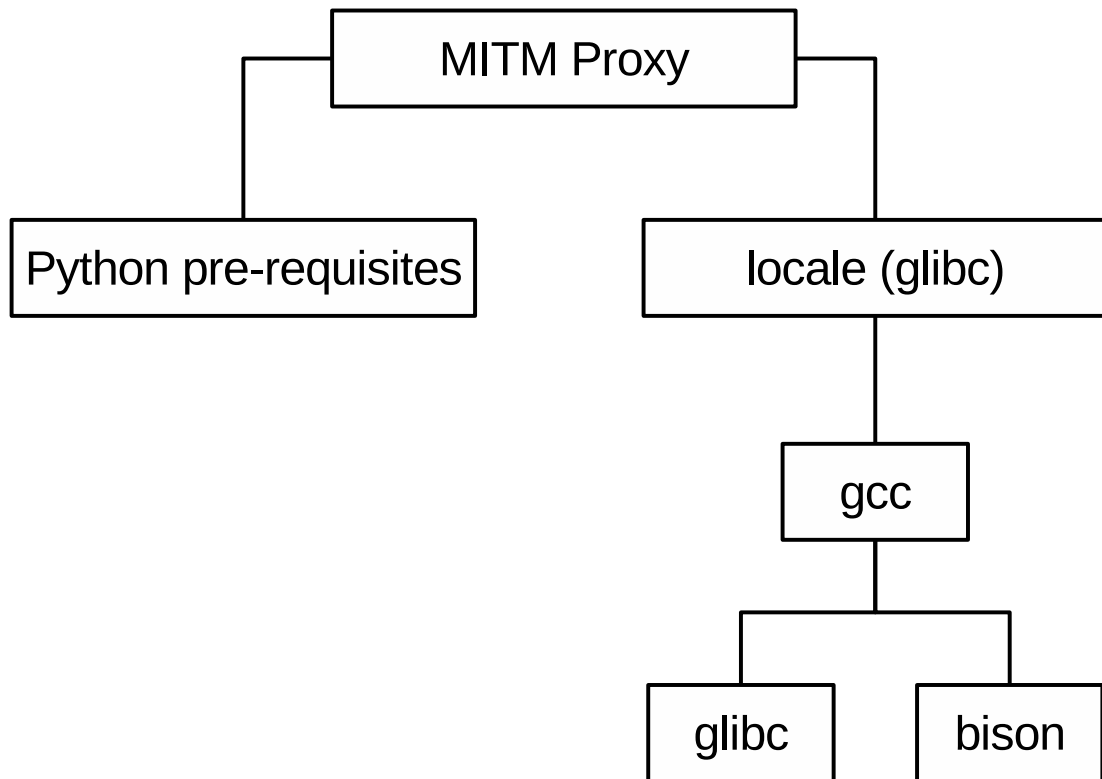 MITM Proxy
Python pre-requisites
locale (glibc)
gcc
glibc
bison